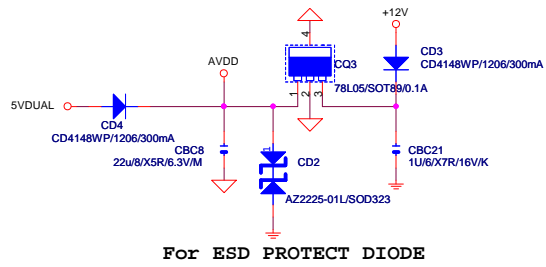 +12V
4
CD3
CD4148WP/1206/300mA
CQ3
78L05/SOT89/0.1A
AVDD
5VDUAL
1
2
3
CD4
CD4148WP/1206/300mA
CBC8
22u/8/X5R/6.3V/M
1
CD2
AZ2225-01L/SOD323
CBC21
1U/6/X7R/16V/K
For ESD PROTECT DIODE